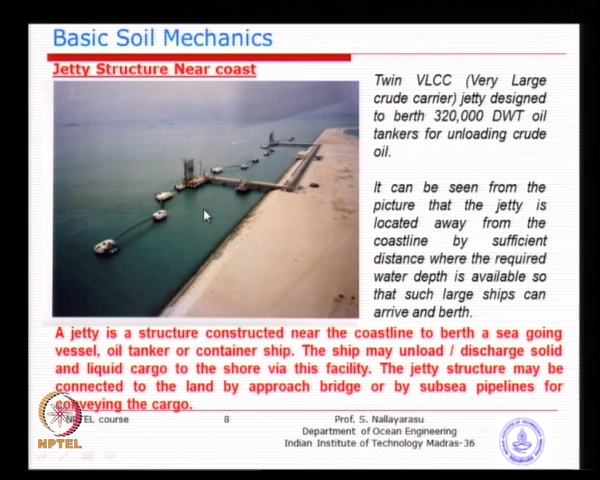 Basic Soil Mechanics
Jetty Structure Near coast
Twin VLCC (Very Large
crude carrier) jetty designed
to berth 320,000 DWT oil
tankers for unloading crude
oil.
It can be seen from the
picture that the jetty is
located away from the
coastline by sufficient
distance where the required
water depth is available so
that such large ships can
arrive and berth.
A jetty is a structure constructed near the coastline to berth a sea going
vessel, oil tanker or container ship. The ship may unload / discharge solid
and liquid cargo to the shore via this facility. The jetty structure may be
connected to the land by approach bridge or by subsea pipelines for
conveying the cargo.
NPTEL course
8
Prof. S. Nallayarasu
Department of Ocean Engineering
Indian Institute of Technology Madras-36
NPTEL